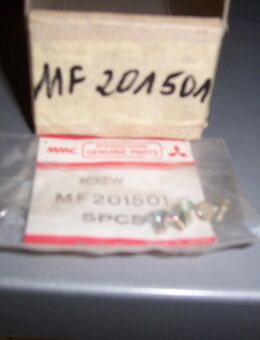 MF 201501
MMC
GENUINE PARTS
SCREW
MF201501
5PCS